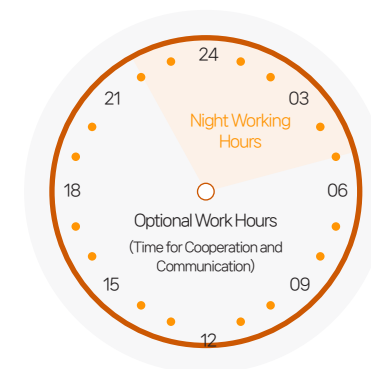 24
21
03
Night Working
Hours
18
06
Optional Work Hours
(Time for Cooperation and
Communication)
15
09
12